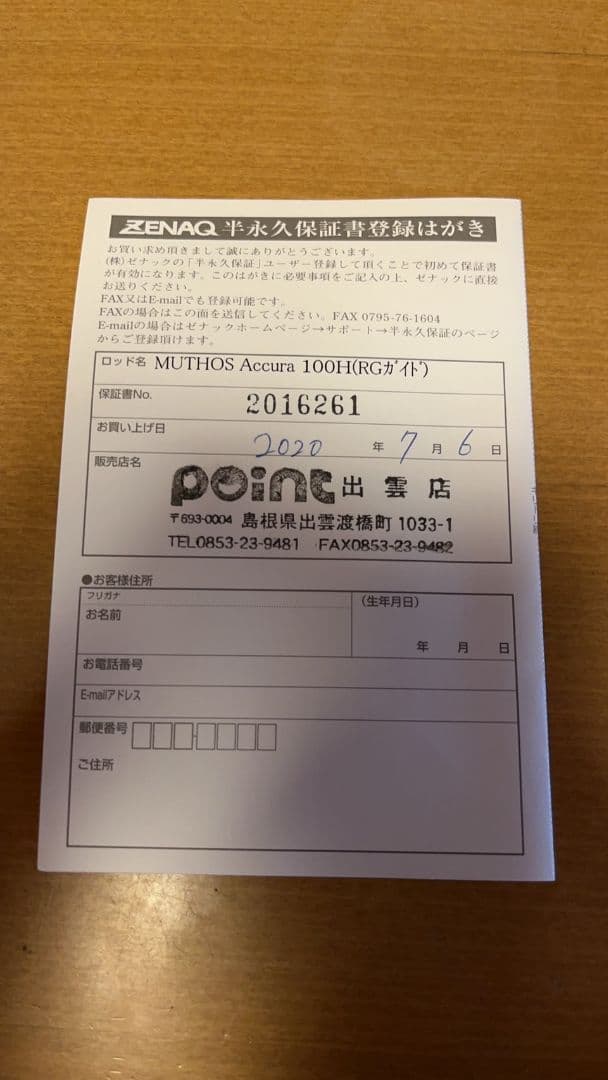 ZENAQ 半永久保証書登録はがき
お買い求め頂きまして誠にありがとうございます。
(株)ゼナックの「半永久保証」ユーザー登録して頂くことで初めて保証書
が有効になります。このはがきに必要事項をご記入の上、ゼナックに直接
お送りください。
FAX又はE-mailでも登録可能です。
FAXの場合はこの面を送信してください。FAX 0795-76-1604
E-mailの場合はゼナックホームページ→サポート→半永久保証のページ
からご登録頂けます。
ロッド名 MUTHOS Accura 100H(RGｶﾞｲﾄﾞ)
保証書No. 2016261
お買い上げ日 2020 年 7 月 6 日
販売店名 point 出雲店
〒693-0004 島根県出雲渡橋町 1033-1
TEL0853-23-9481 FAX0853-23-9482
●お客様住所
フリガナ
お名前
(生年月日)
年 月 日
お電話番号
E-mailアドレス
郵便番号
ご住所